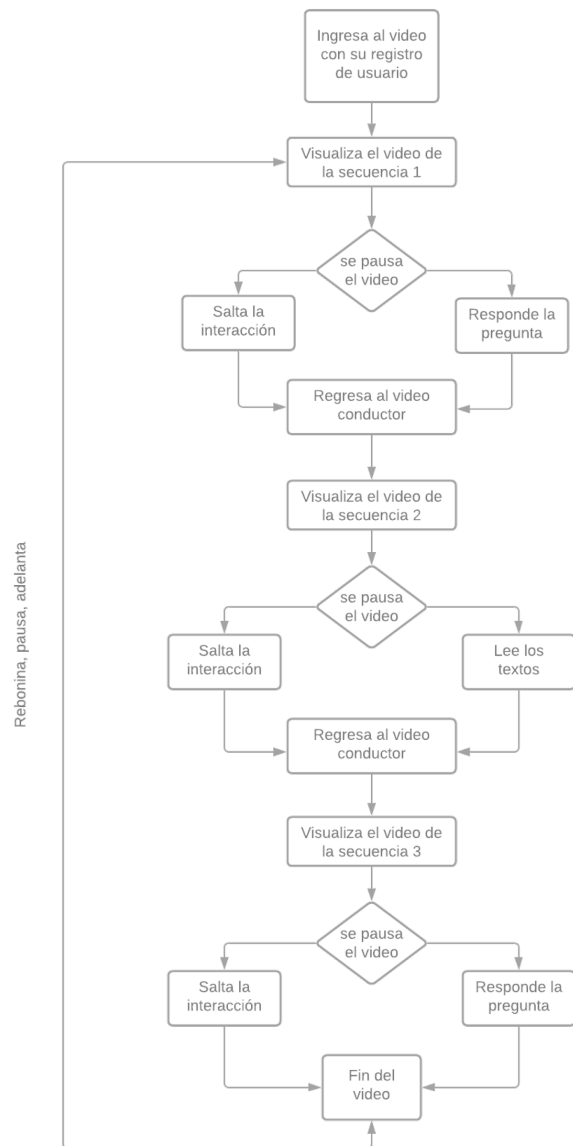 Ingresa al video
con su registro
de usuario
Visualiza el video de
la secuencia 1
se pausa
el video
Salta la
interacción
Responde la
pregunta
Regresa al video
conductor
Visualiza el video de
la secuencia 2
Rebonina, pausa, adelanta
se pausa
el video
Salta la
interacción
Lee los
textos
Regresa al video
conductor
Visualiza el video de
la secuencia 3
se pausa
el video
Salta la
interacción
Responde la
pregunta
Fin del
video